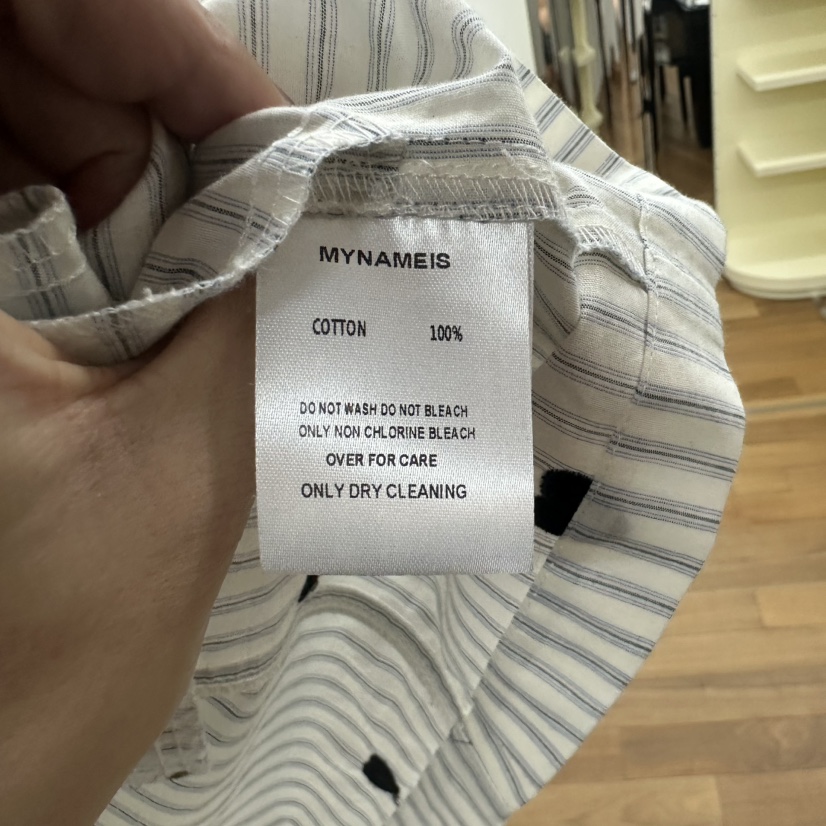 MYNAMEIS
COTTON 100%
DO NOT WASH DO NOT BLEACH
ONLY NON CHLORINE BLEACH
OVER FOR CARE
ONLY DRY CLEANING